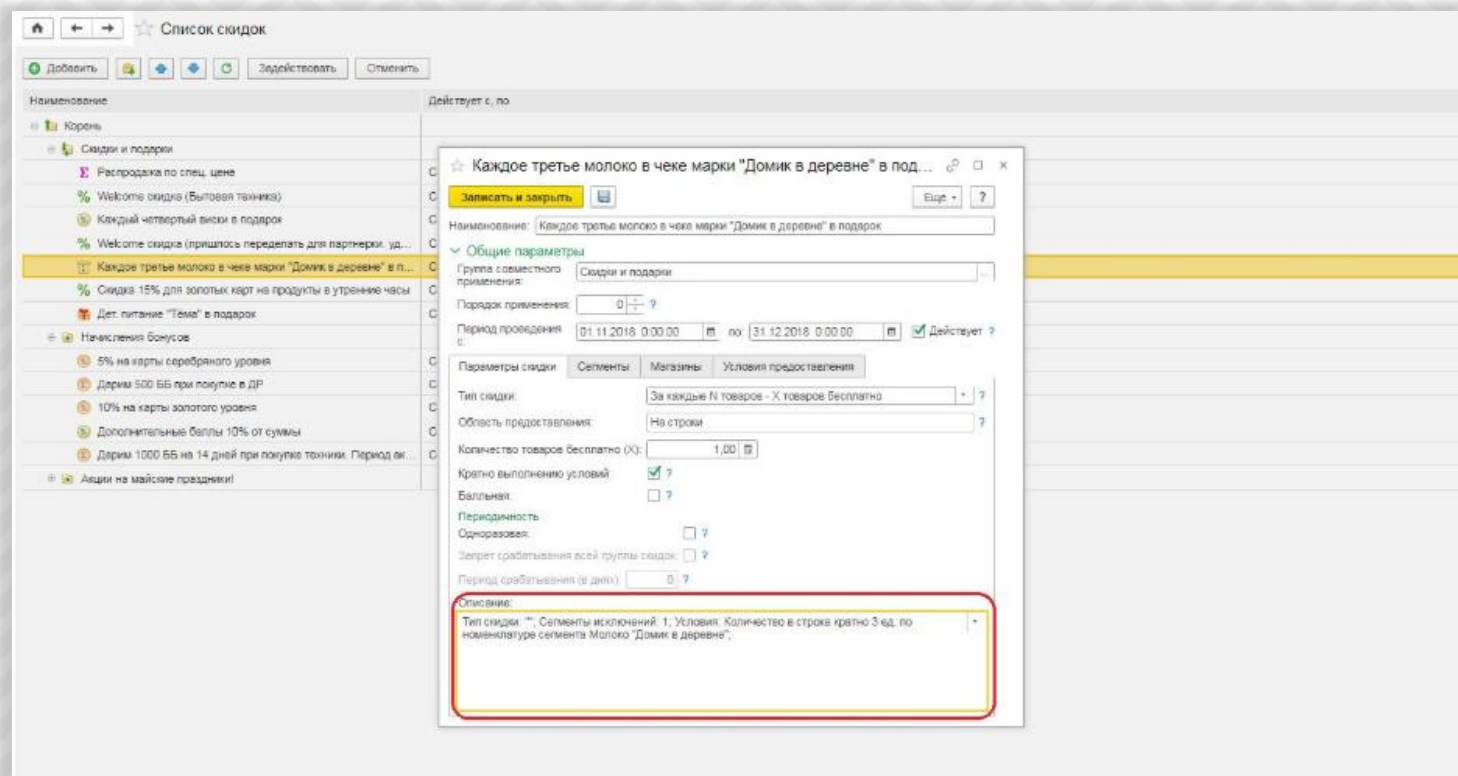 Список скидок
Добавить Задействовать Отменить
Наименование Действует с, по
Корень
Скидки и подарки
Распродажа по спец. цене С
Welcome скидка (Бытовая техника) С
Каждый четвертый виски в подарок С
Welcome скидка (пришлось переделать для партнерки. уд... С
Каждое третье молоко в чеке марки "Домик в деревне" в п... С
Скидка 15% для золотых карт на продукты в утренние часы С
Дет. питание "Тема" в подарок С
Начисления бонусов
5% на карты серебряного уровня С
Дарим 500 ББ при покупке в ДР С
10% на карты золотого уровня С
Дополнительные баллы 10% от суммы С
Дарим 1000 ББ на 14 дней при покупке техники. Период ак... С
Акции на майские праздники!
Каждое третье молоко в чеке марки "Домик в деревне" в под...
Записать и закрыть Еще ?
Наименование: Каждое третье молоко в чеке марки "Домик в деревне" в подарок
Общие параметры
Группа совместного применения: Скидки и подарки ...
Порядок применения: 0 ?
Период проведения с: 01.11.2018 0:00:00 по: 31.12.2018 0:00:00 Действует ?
Параметры скидки Сегменты Магазины Условия предоставления
Тип скидки: За каждые N товаров - X товаров бесплатно ?
Область предоставления: На строки ?
Количество товаров бесплатно (X): 1,00
Кратно выполнению условий: ?
Балльная: ?
Периодичность
Одноразовая: ?
Запрет срабатывания всей группы скидок: ?
Период срабатывания (в днях): 0 ?
Описание:
Тип скидки: ""; Сегменты исключений: 1; Условия: Количество в строке кратно 3 ед. по
номенклатуре сегмента Молоко "Домик в деревне";